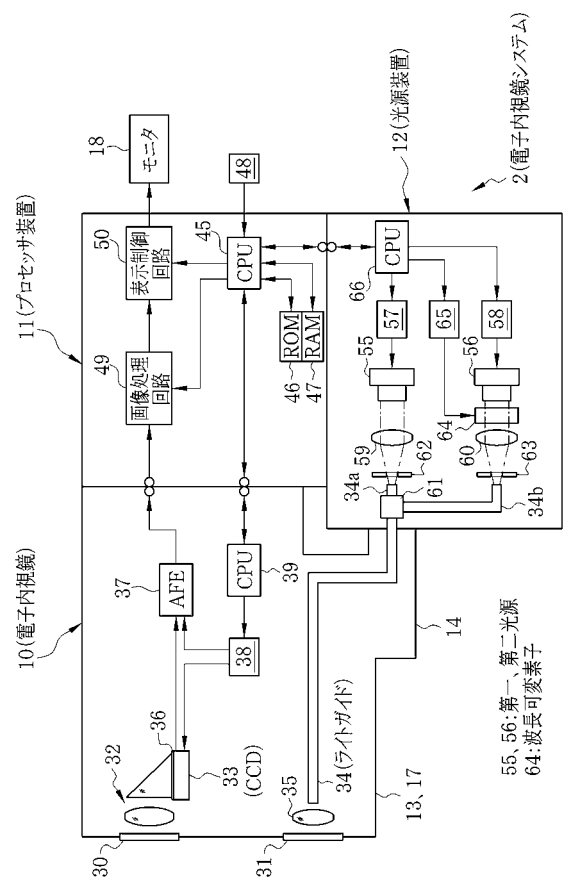 10(電子内視鏡)
11(プロセッサ装置)
30
32
36
33
(CCD)
37
AFE
38
CPU
39
49
画像処理
回路
50
表示制御
回路
18
モニタ
45
CPU
48
46
ROM
47
RAM
31
35
34(ライトガイド)
13、17
14
12(光源装置)
2(電子内視鏡システム)
66
CPU
57
65
58
55
56
59
60
64
62
63
34a
61
34b
55、56:第一、第二光源
64:波長可変素子